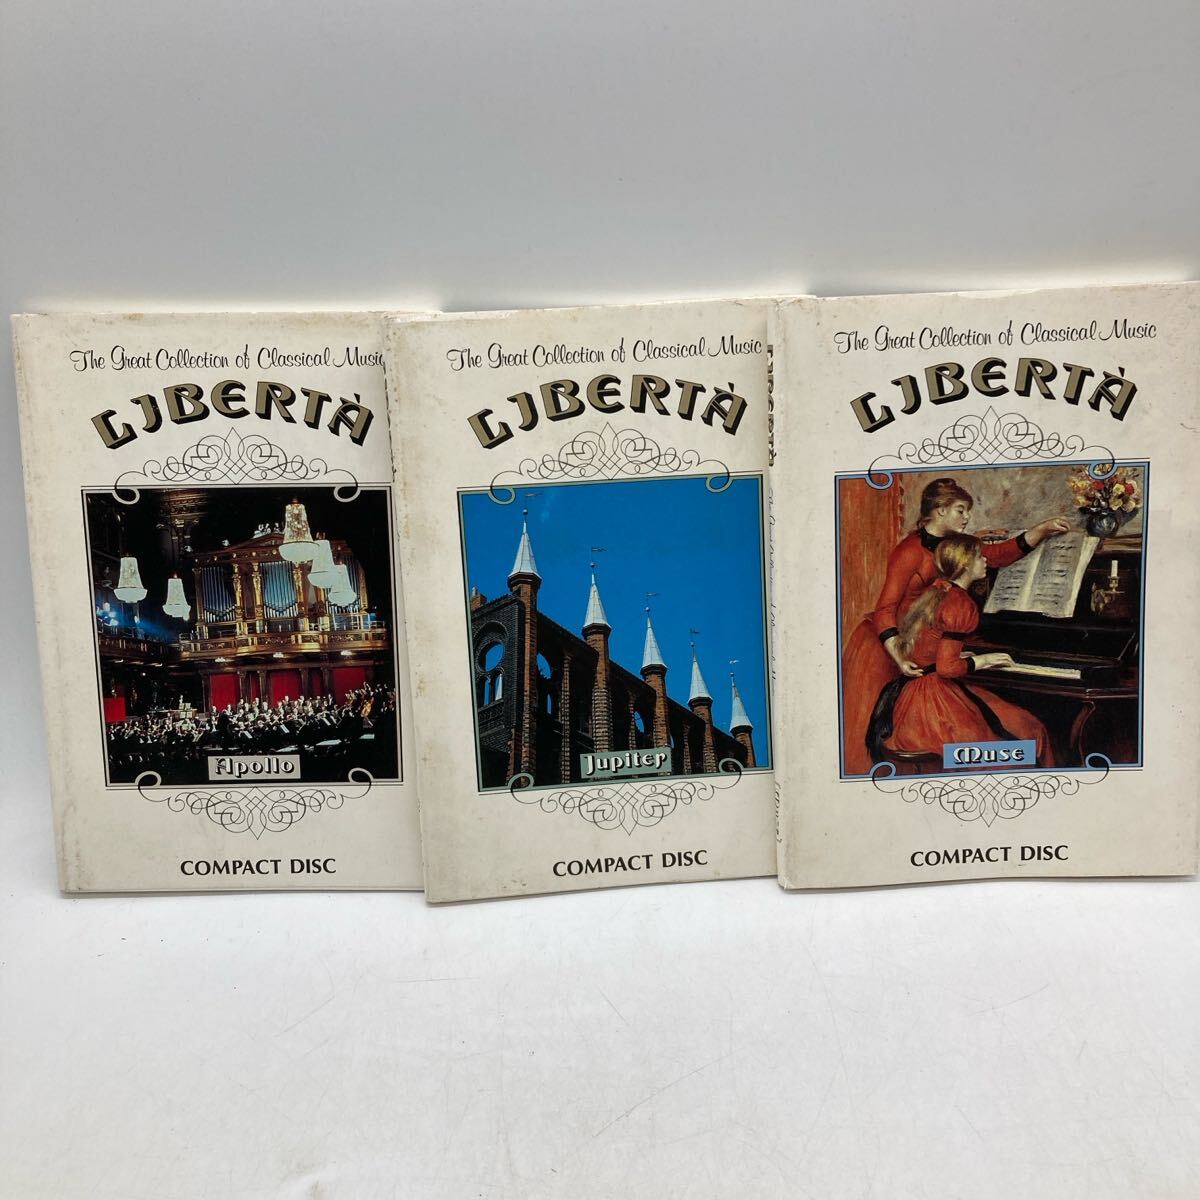 The Great Collection of Classical Music
LIBERTÀ
Apollo
COMPACT DISC
The Great Collection of Classical Music
LIBERTÀ
Jupiter
COMPACT DISC
LIBERTÀ
The Great Collection of Classical Music
LIBERTÀ
Muse
COMPACT DISC